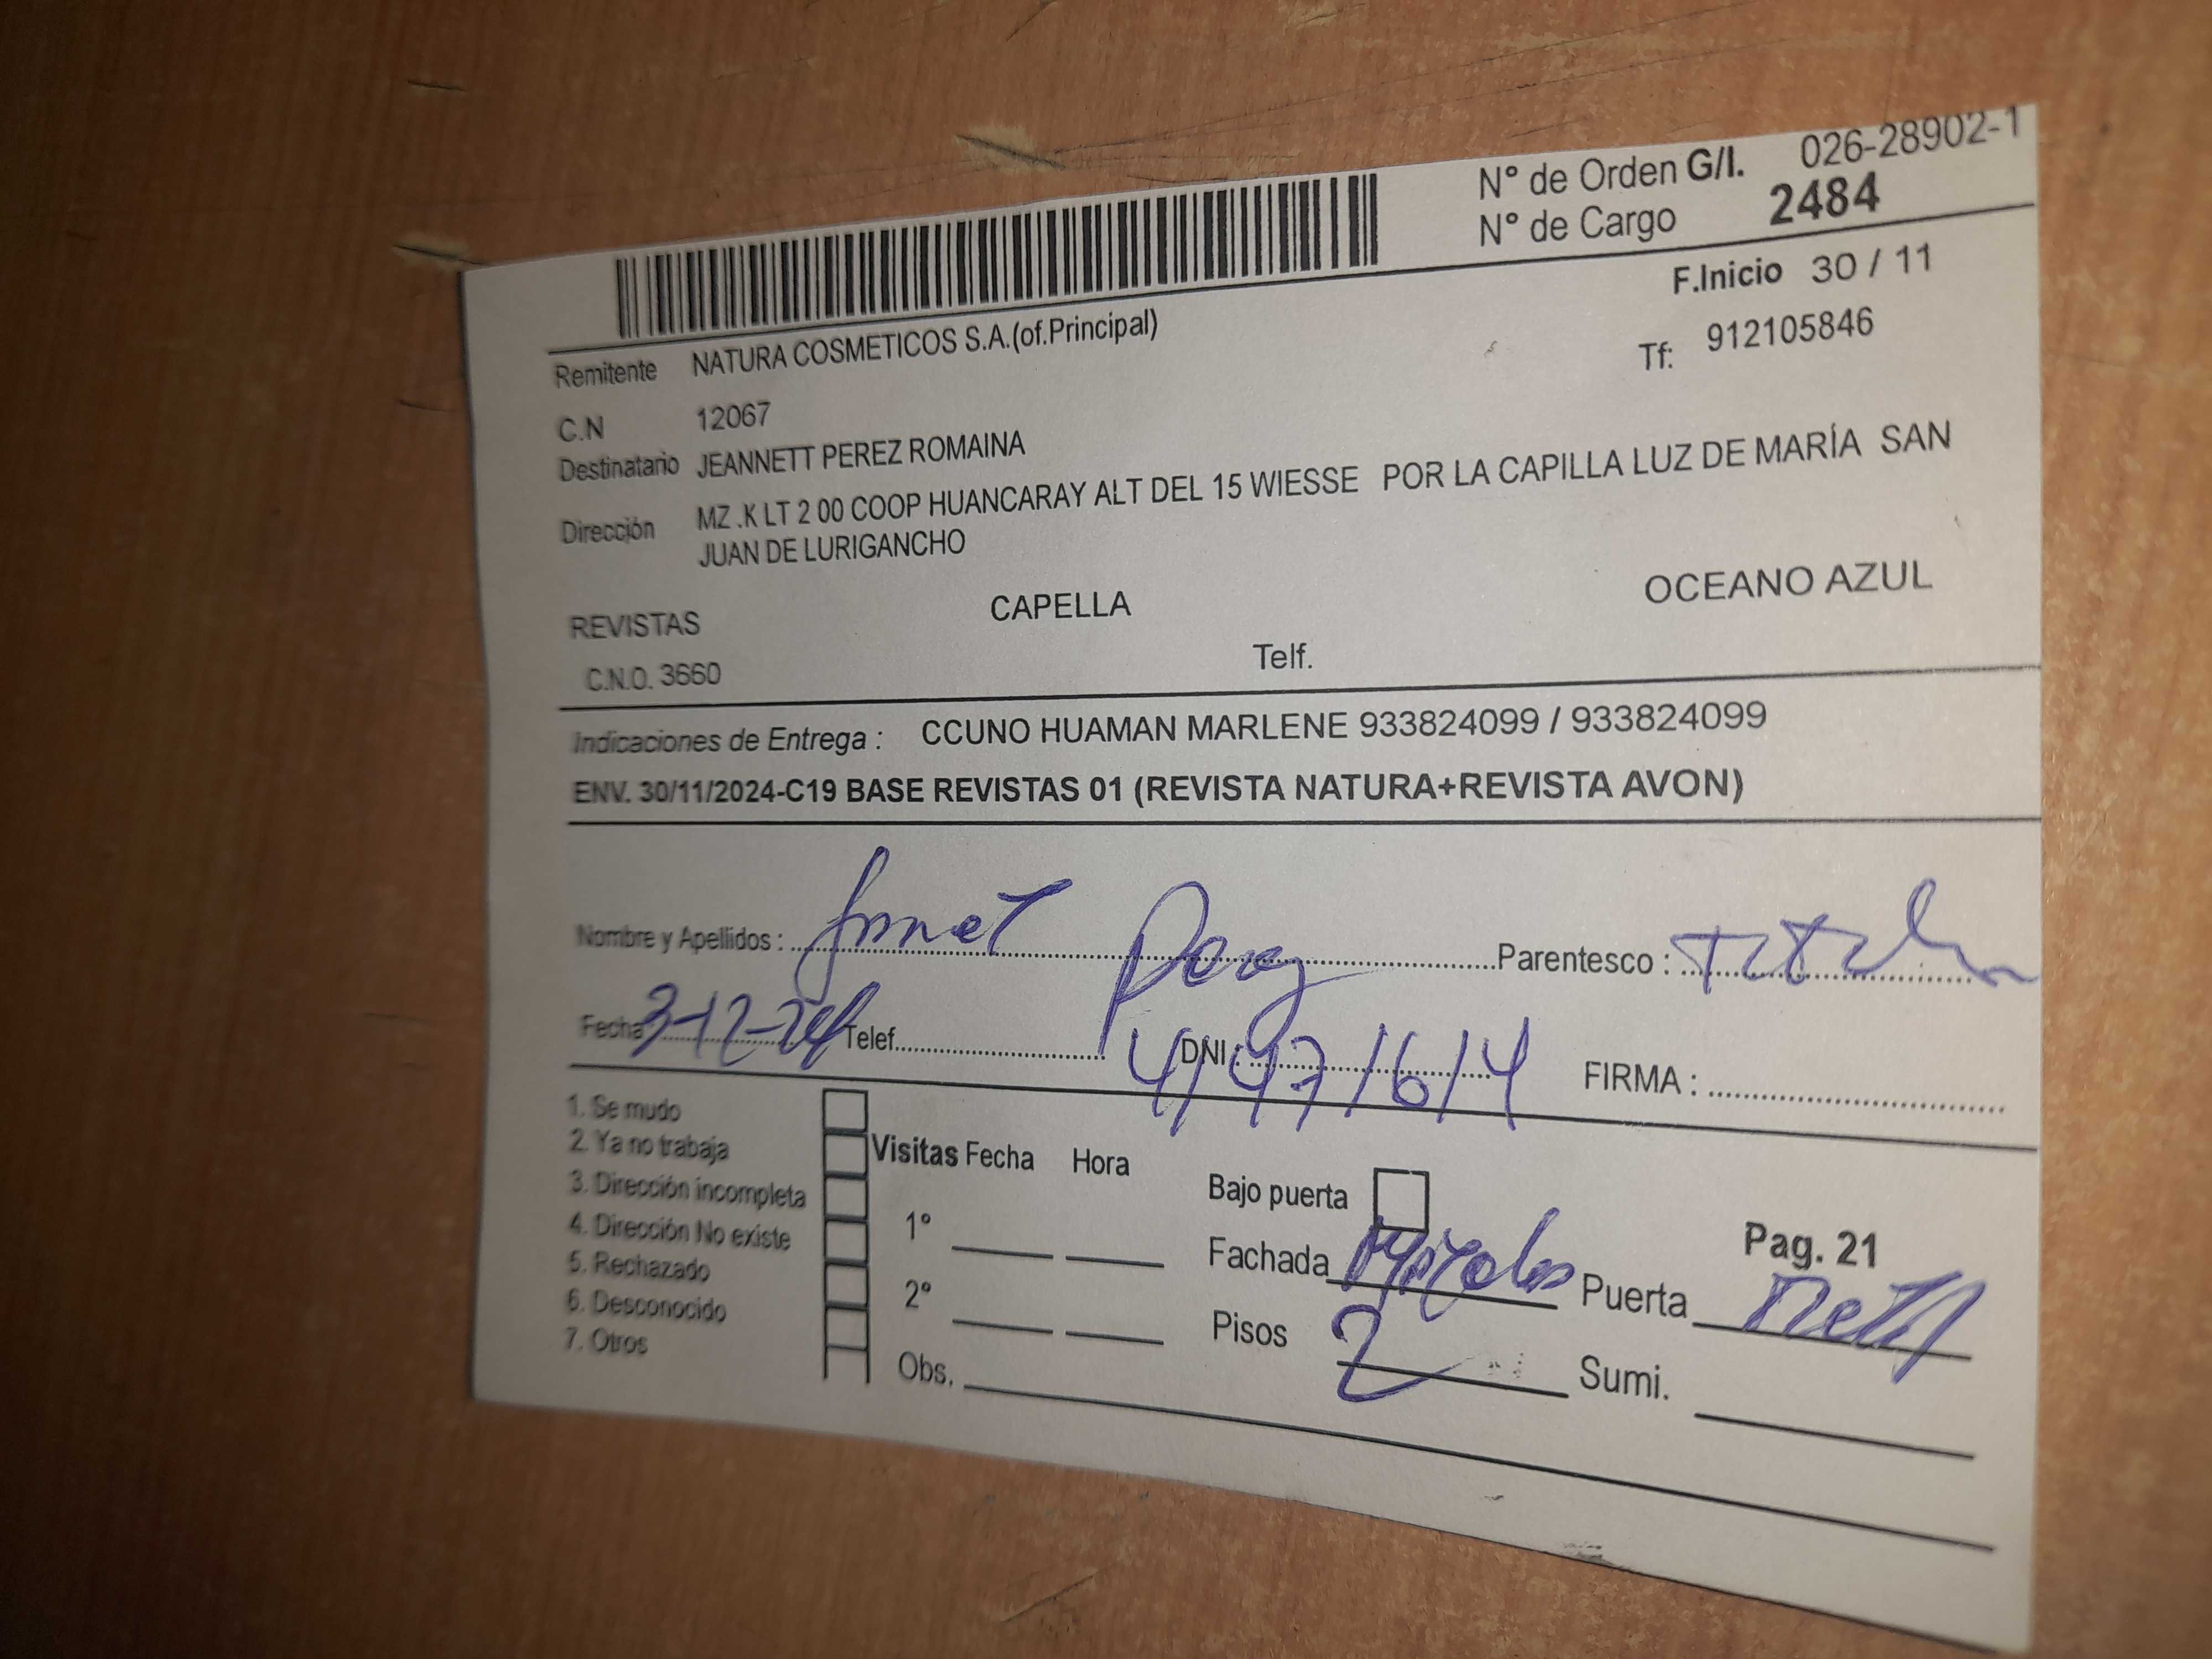 N° de Orden G/I. 026-28902-1
N° de Cargo 2484
F.Inicio 30 / 11
Remitente NATURA COSMETICOS S.A.(of.Principal)
Tf: 912105846
C.N 12067
Destinatario JEANNETT PEREZ ROMAINA
Dirección MZ .K LT 2 00 COOP HUANCARAY ALT DEL 15 WIESSE POR LA CAPILLA LUZ DE MARÍA SAN
JUAN DE LURIGANCHO
REVISTAS CAPELLA OCEANO AZUL
C.N.O. 3660 Telf.
Indicaciones de Entrega : CCUNO HUAMAN MARLENE 933824099 / 933824099
ENV. 30/11/2024-C19 BASE REVISTAS 01 (REVISTA NATURA+REVISTA AVON)
Nombre y Apellidos : Perez Parentesco :
Fecha 3-12-24 Telef. DNI : 41471614 FIRMA :
1. Se mudo
2. Ya no trabaja
3. Dirección incompleta
4. Dirección No existe
5. Rechazado
6. Desconocido
7. Otros
Visitas Fecha Hora
1°
2°
Obs.
Bajo puerta
Fachada Puerta
Pag. 21
Pisos 2 Sumi.